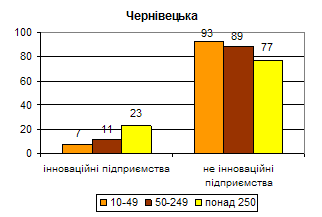 Чернівецька
100
80
60
40
20
0
7
11
23
93
89
77
інноваційні підприємства
не інноваційні
підприємства
10-49
50-249
понад 250